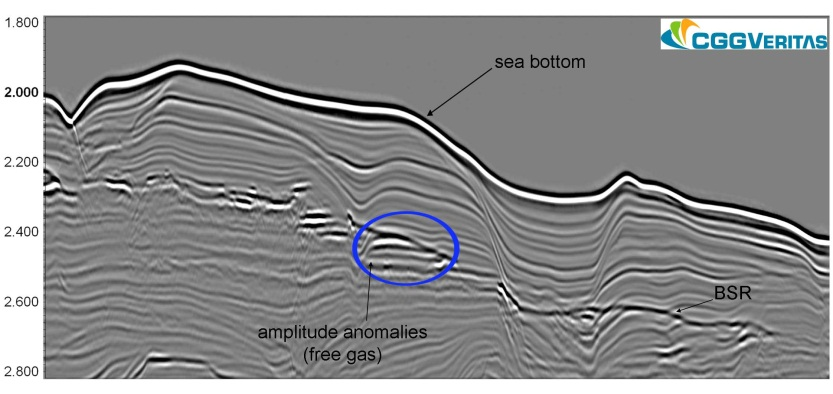 1.800
CGGVERITAS
sea bottom
2.000
2.200
2.400
2.600
BSR
amplitude anomalies
(free gas)
2.800